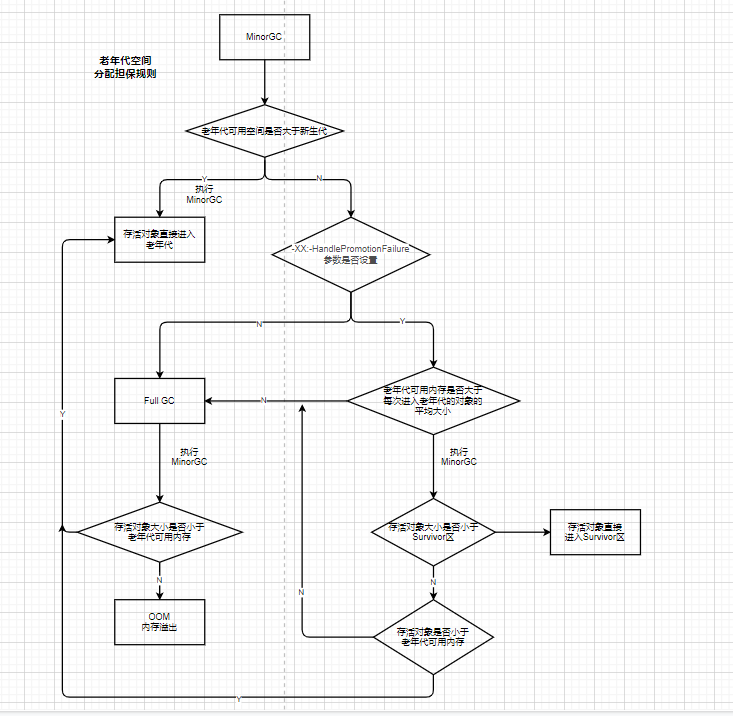 MinorGC
老年代空间
分配担保规则
老年代可用空间是否大于新生代
Y
N
执行
MinorGC
存活对象直接进入
老年代
-XX:-HandlePromotionFailure
参数是否设置
N
Y
Full GC
N
老年代可用内存是否大于
每次进入老年代的对象的
平均大小
Y
执行
MinorGC
执行
MinorGC
存活对象大小是否小于
老年代可用内存
存活对象大小是否小于
Survivor区
存活对象直接
进入Survivor区
N
N
N
OOM
内存溢出
存活对象是否小于
老年代可用内存
Y